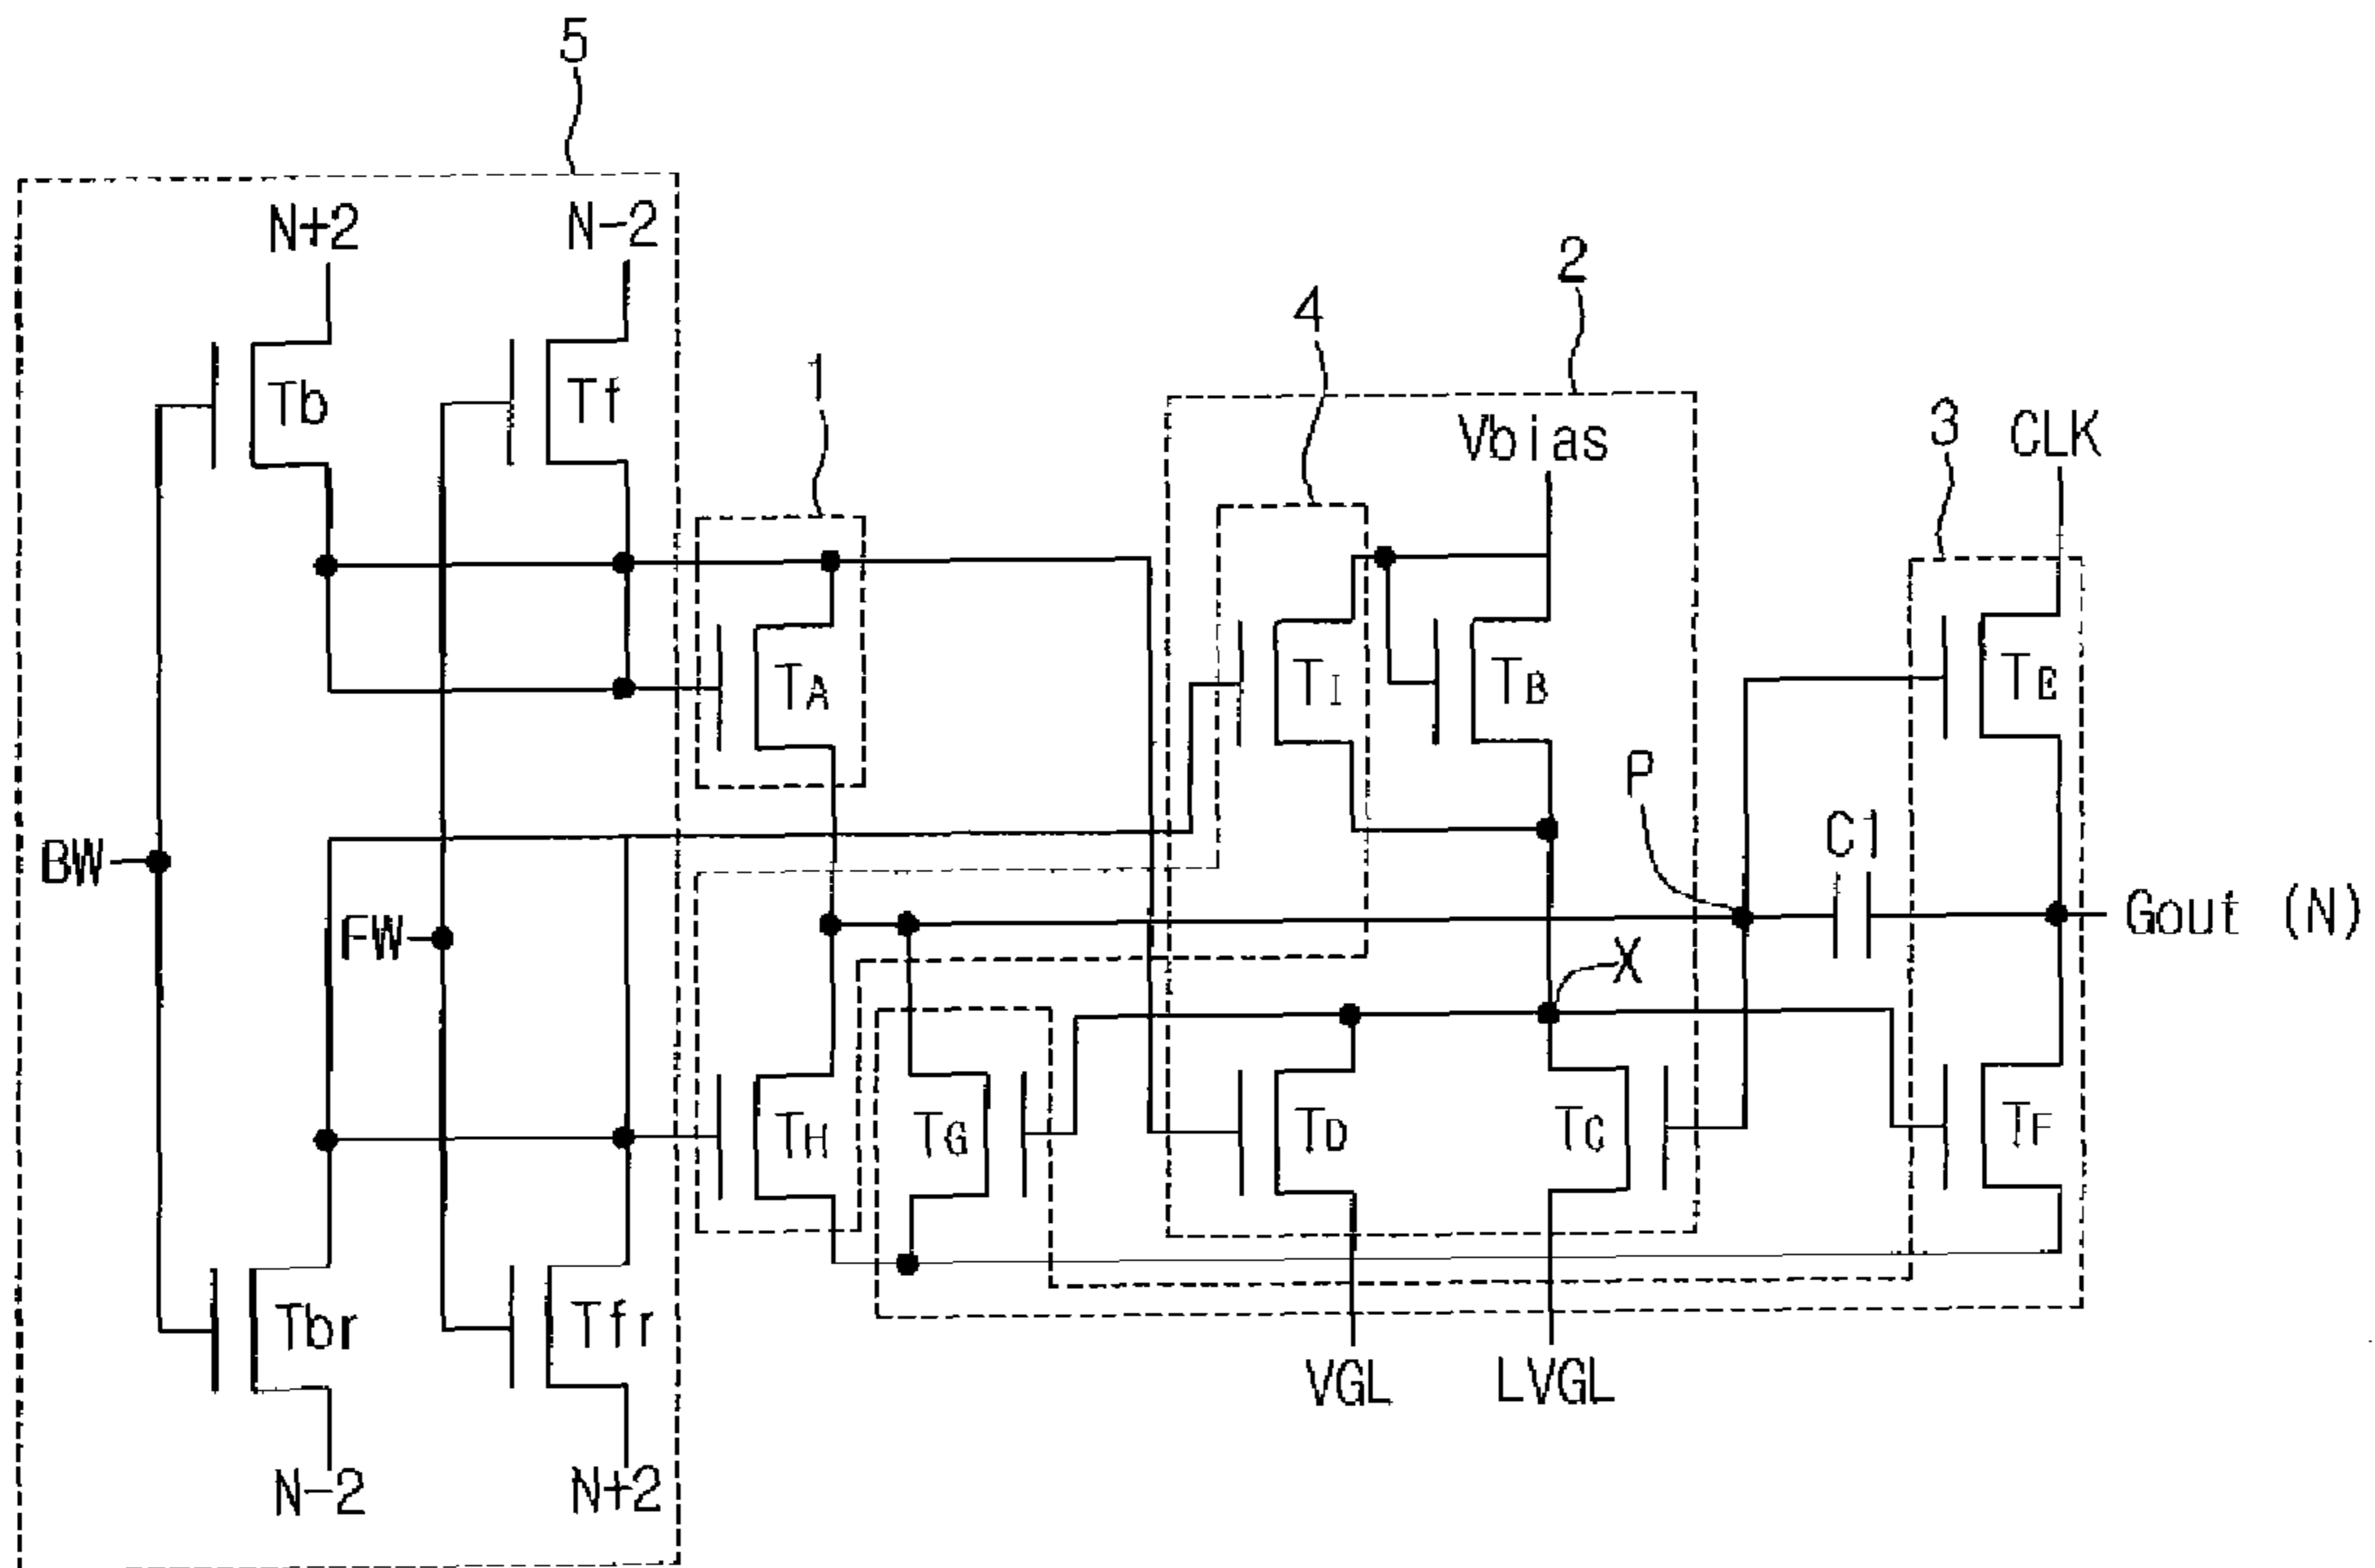 5
N+2
N-2
2
4
1
Vbias
3
CLK
Tb
Tf
TA
TI
TB
TE
P
C1
BW
FW
Gout (N)
X
TH
TG
TD
TC
TF
Tbr
Tfr
VGL
LVGL
N-2
N+2